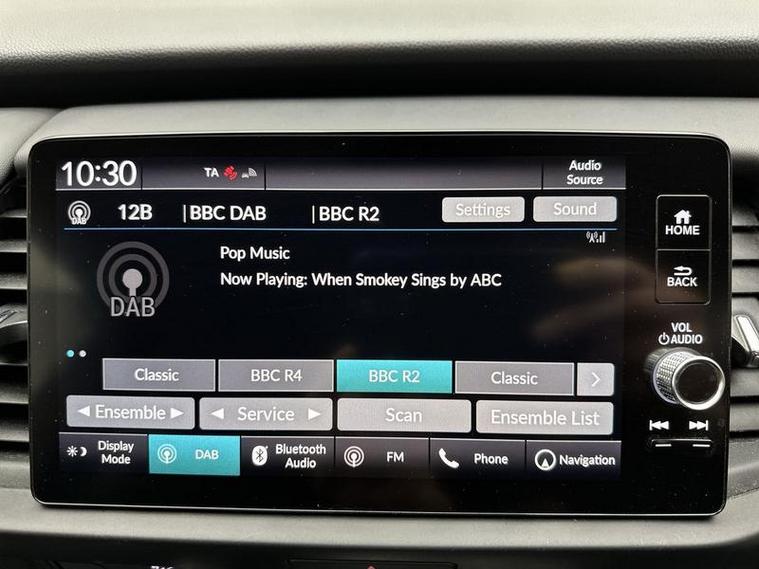 10:30 TA Audio
Source
DAB 12B |BBC DAB |BBC R2 Settings Sound
HOME
Pop Music
Now Playing: When Smokey Sings by ABC
BACK
DAB
VOL
AUDIO
Classic BBC R4 BBC R2 Classic
Ensemble Service Scan Ensemble List
Display
Mode
DAB
Bluetooth
Audio
FM
Phone
Navigation